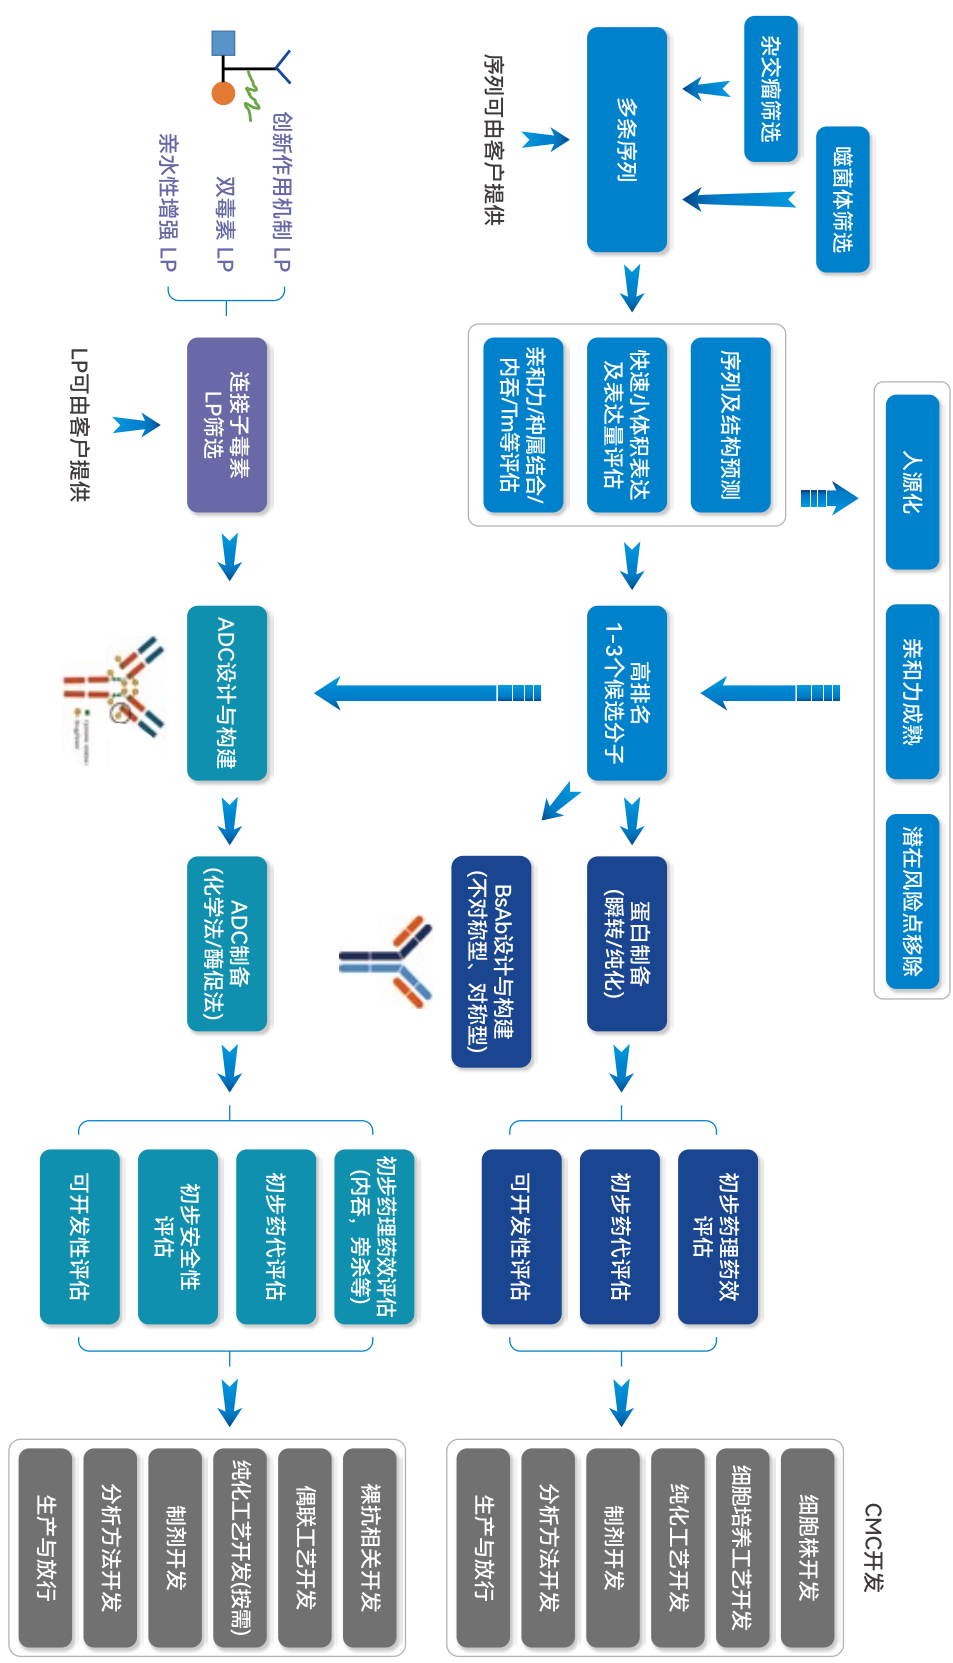 噬菌体筛选
杂交瘤筛选
多条序列
序列可由客户提供
人源化
亲和力成熟
潜在风险点移除
序列及结构预测
快速小体积表达
及表达量评估
亲和力/种属结合/
内吞/Tm等评估
高排名
1-3个候选分子
蛋白制备
(瞬转/纯化)
BsAb设计与构建
(不对称型、对称型)
初步药理药效
评估
初步药代评估
可开发性评估
CMC开发
细胞株开发
细胞培养工艺开发
纯化工艺开发
制剂开发
分析方法开发
生产与放行
创新作用机制 LP
双毒素 LP
亲水性增强 LP
连接子毒素
LP筛选
LP可由客户提供
ADC设计与构建
ADC制备
(化学法/酶促法)
初步药理药效评估
(内吞，旁杀等)
初步药代评估
初步安全性
评估
可开发性评估
裸抗相关开发
偶联工艺开发
纯化工艺开发(按需)
制剂开发
分析方法开发
生产与放行